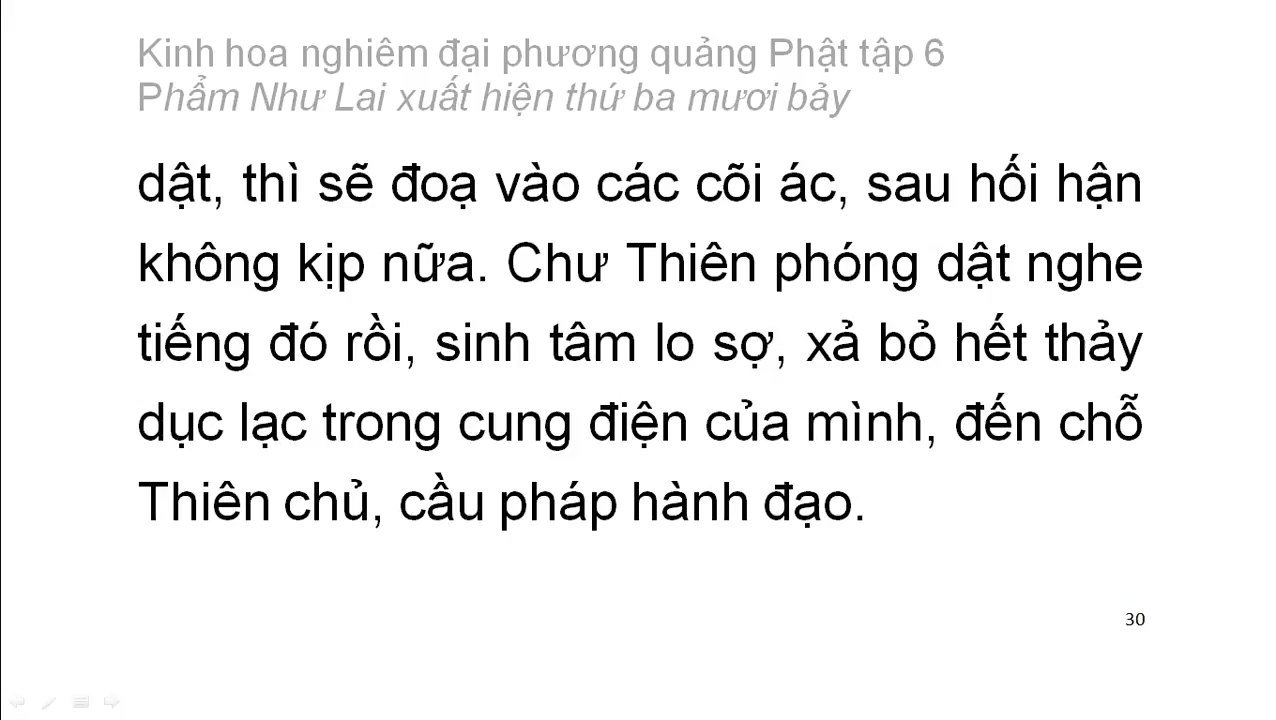 Kinh hoa nghiêm đại phương quảng Phật tập 6
Phẩm Như Lai xuất hiện thứ ba mươi bảy
dật, thì sẽ đoạ vào các cõi ác, sau hối hận
không kịp nữa. Chư Thiên phóng dật nghe
tiếng đó rồi, sinh tâm lo sợ, xả bỏ hết thảy
dục lạc trong cung điện của mình, đến chỗ
Thiên chủ, cầu pháp hành đạo.
30